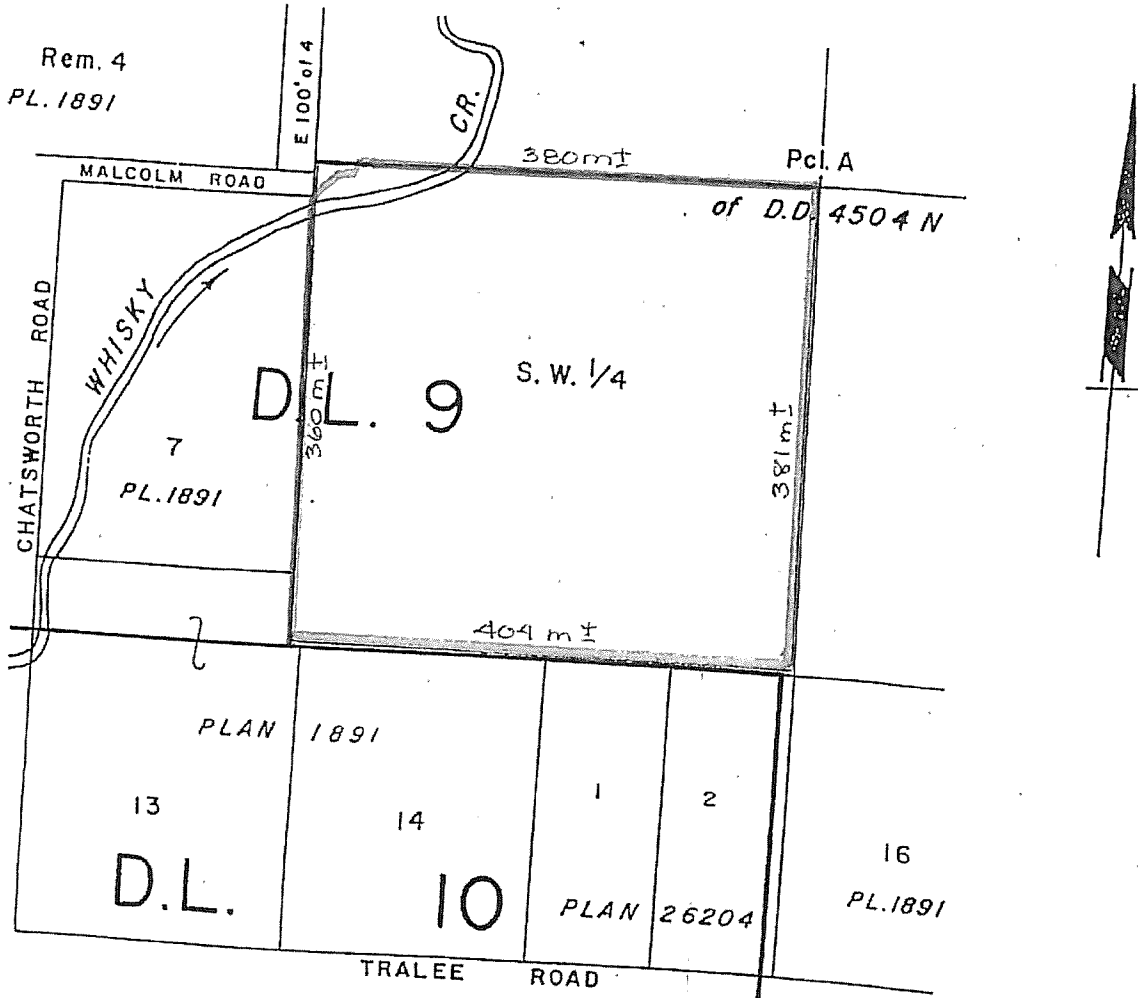 Rem. 4
PL. 1891
E 100' of 4
CR.
380m±
Pcl. A
MALCOLM ROAD
of D.D. 4504 N
WHISKY
CHATSWORTH ROAD
S. W. 1/4
D.L. 9
360m±
381m±
7
PL. 1891
404 m±
PLAN 1891
1
2
13
14
16
D.L. 10
PLAN 26204
PL. 1891
TRALEE ROAD